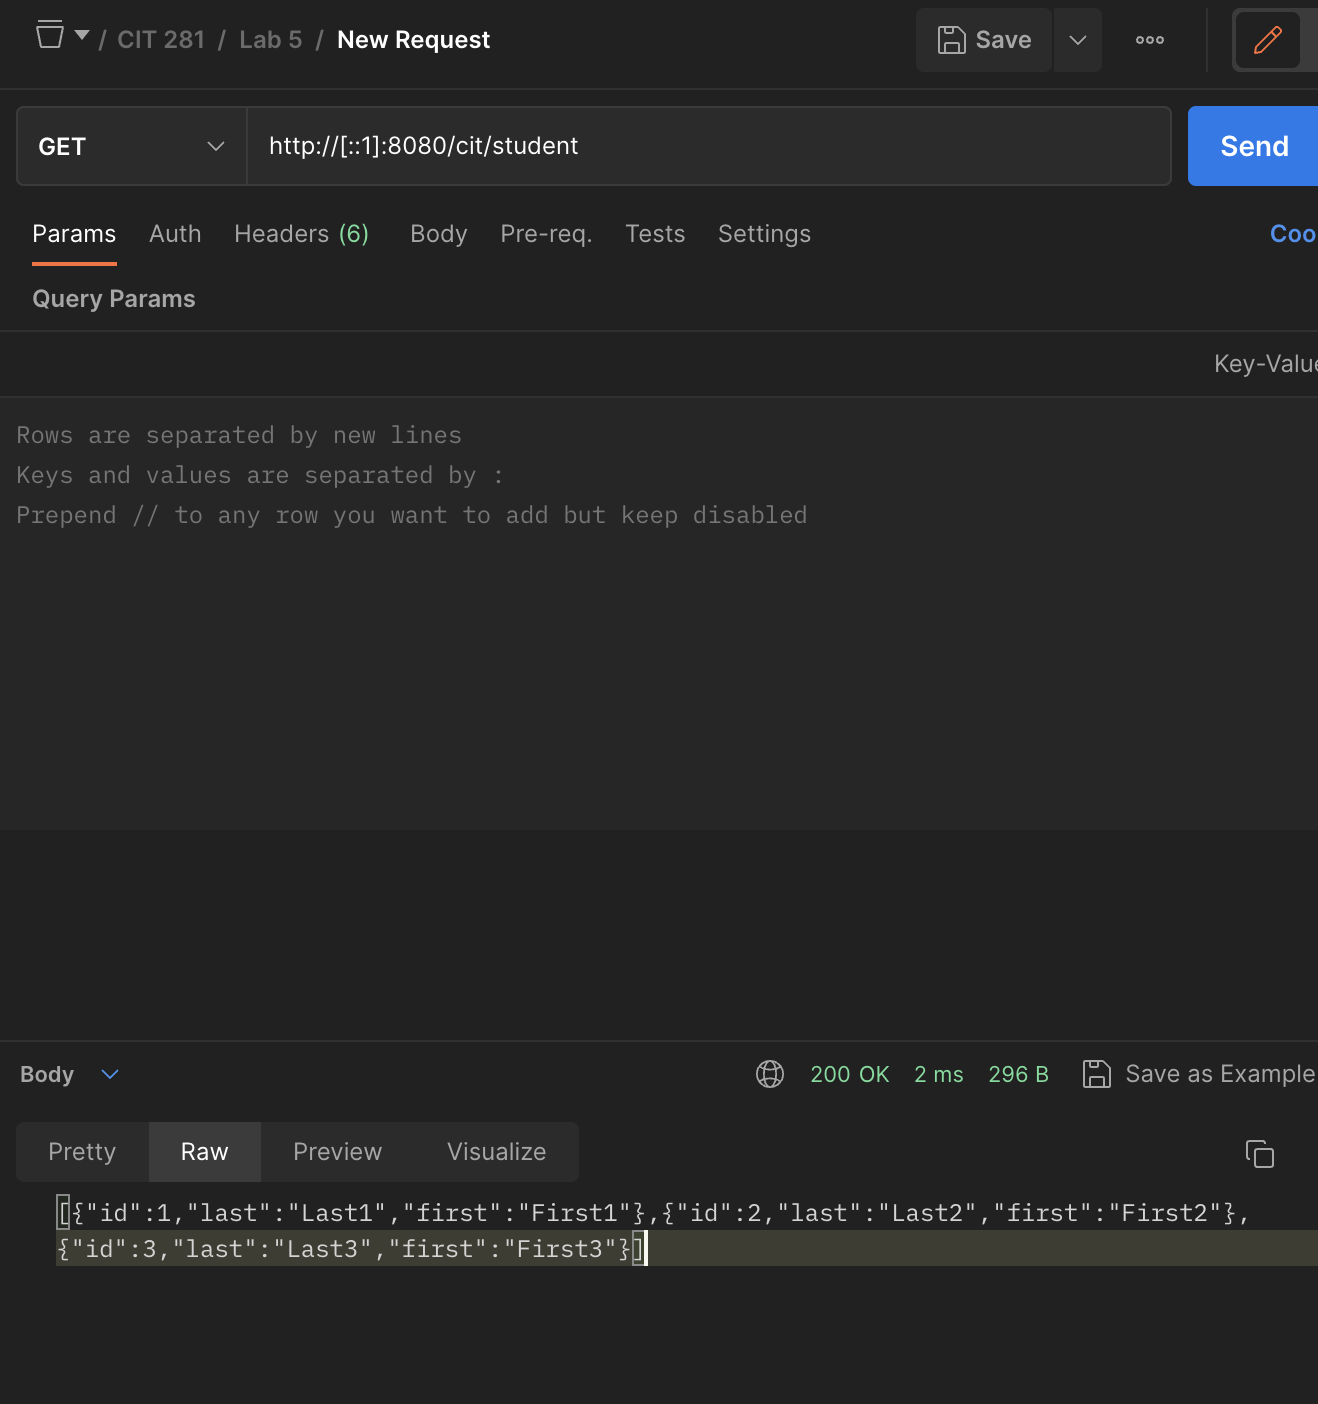 / CIT 281 / Lab 5 / New Request
Save
GET
http://[::1]:8080/cit/student
Send
Params Auth Headers (6) Body Pre-req. Tests Settings
Coo
Query Params
Key-Value
Rows are separated by new lines
Keys and values are separated by :
Prepend // to any row you want to add but keep disabled
Body
200 OK 2 ms 296 B Save as Example
Pretty Raw Preview Visualize
[{"id":1,"last":"Last1","first":"First1"},{"id":2,"last":"Last2","first":"First2"},
{"id":3,"last":"Last3","first":"First3"}]